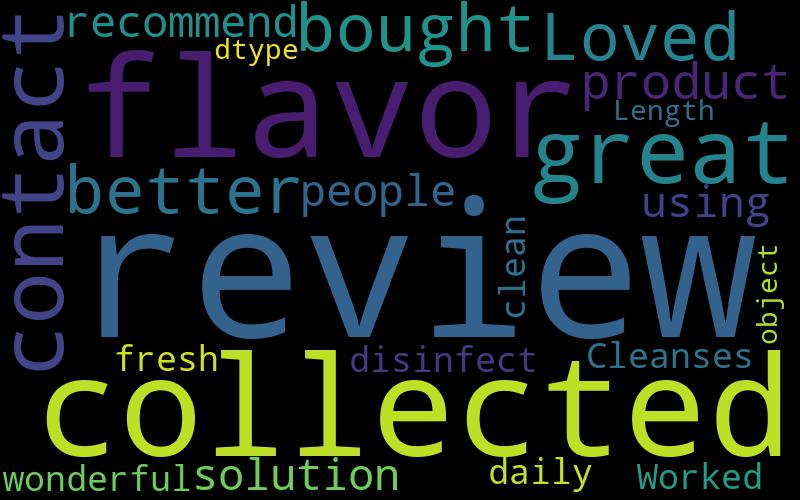 recommend
bought
Loved
dtype
contact
flavor
product
Length
great
better
people
using
review
clean
object
fresh
disinfect
Cleanses
collected
wonderful
solution
daily
Worked